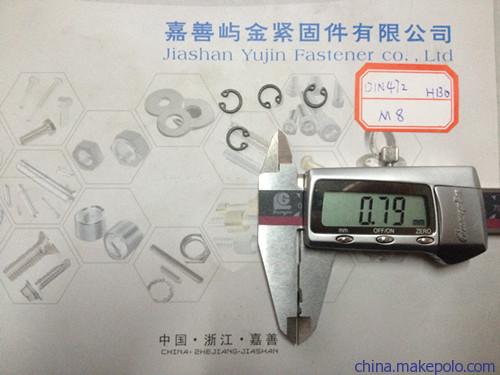 嘉善屿金紧固件有限公司
Jiashan Yujin Fastener co., Ltd
DIN472 HBO
M8
0.79
mm OFF/ON ZERO
中国·浙江·嘉善
CHINA·ZHEJIANG·JIASHAN
china.makepolo.com